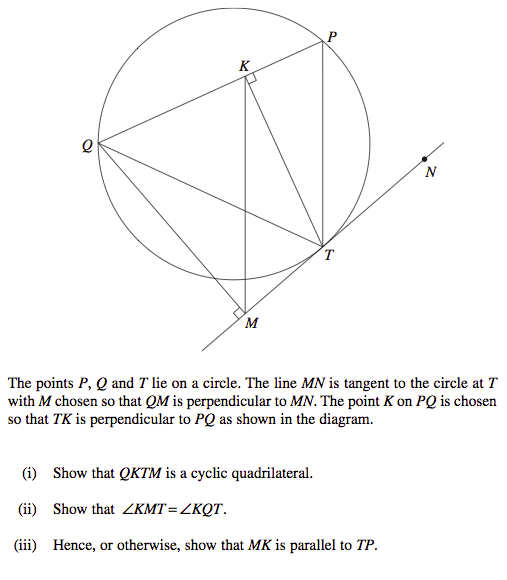 P
K
Q
N
T
M
The points P, Q and T lie on a circle. The line MN is tangent to the circle at T
with M chosen so that QM is perpendicular to MN. The point K on PQ is chosen
so that TK is perpendicular to PQ as shown in the diagram.
(i) Show that QKTM is a cyclic quadrilateral.
(ii) Show that ∠KMT=∠KQT.
(iii) Hence, or otherwise, show that MK is parallel to TP.